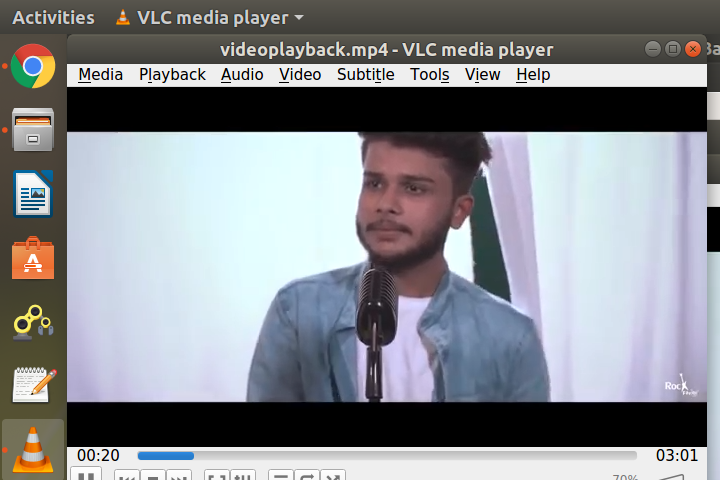 Activities VLC media player
videoplayback.mp4 - VLC media player
Media Playback Audio Video Subtitle Tools View Help
Rock
00:20 03:01
70%